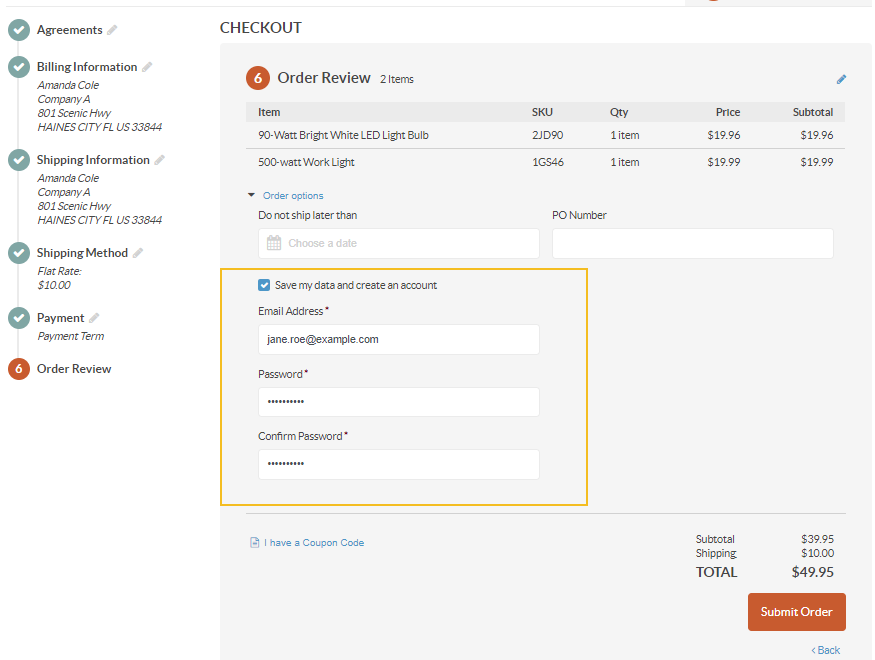 Agreements
Billing Information
Amanda Cole
Company A
801 Scenic Hwy
HAINES CITY FL US 33844
Shipping Information
Amanda Cole
Company A
801 Scenic Hwy
HAINES CITY FL US 33844
Shipping Method
Flat Rate:
$10.00
Payment
Payment Term
6 Order Review
CHECKOUT
6 Order Review 2 Items
Item SKU Qty Price Subtotal
90-Watt Bright White LED Light Bulb 2JD90 1 item $19.96 $19.96
500-watt Work Light 1GS46 1 item $19.99 $19.99
Order options
Do not ship later than PO Number
Choose a date
Save my data and create an account
Email Address *
jane.roe@example.com
Password *
••••••••••
Confirm Password *
••••••••••
I have a Coupon Code
Subtotal $39.95
Shipping $10.00
TOTAL $49.95
Submit Order
< Back